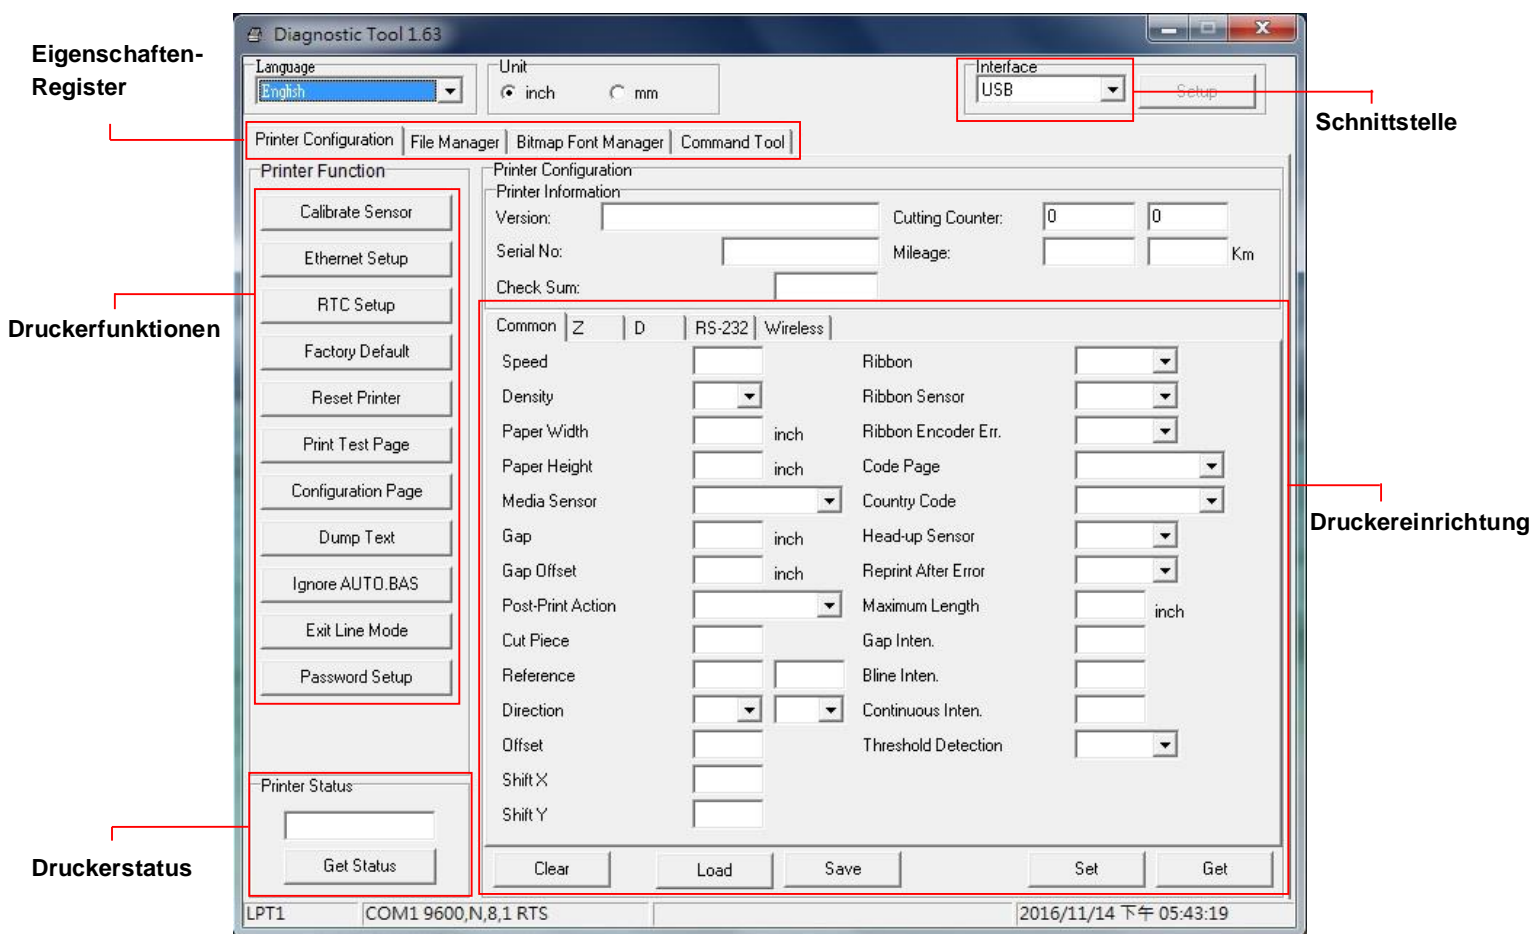 Eigenschaften-
Register
Druckerfunktionen
Druckerstatus
Schnittstelle
Druckereinrichtung
Diagnostic Tool 1.63
Language
English
Unit
inch
mm
Interface
USB
Setup
Printer Configuration
File Manager
Bitmap Font Manager
Command Tool
Printer Function
Calibrate Sensor
Ethernet Setup
RTC Setup
Factory Default
Reset Printer
Print Test Page
Configuration Page
Dump Text
Ignore AUTO.BAS
Exit Line Mode
Password Setup
Printer Status
Get Status
Printer Configuration
Printer Information
Version:
Cutting Counter:
0
0
Serial No:
Mileage:
Km
Check Sum:
Common
Z
D
RS-232
Wireless
Speed
Density
Paper Width
inch
Paper Height
inch
Media Sensor
Gap
inch
Gap Offset
inch
Post-Print Action
Cut Piece
Reference
Direction
Offset
Shift X
Shift Y
Ribbon
Ribbon Sensor
Ribbon Encoder Err.
Code Page
Country Code
Head-up Sensor
Reprint After Error
Maximum Length
inch
Gap Inten.
Bline Inten.
Continuous Inten.
Threshold Detection
Clear
Load
Save
Set
Get
LPT1
COM1 9600,N,8,1 RTS
2016/11/14 下午 05:43:19